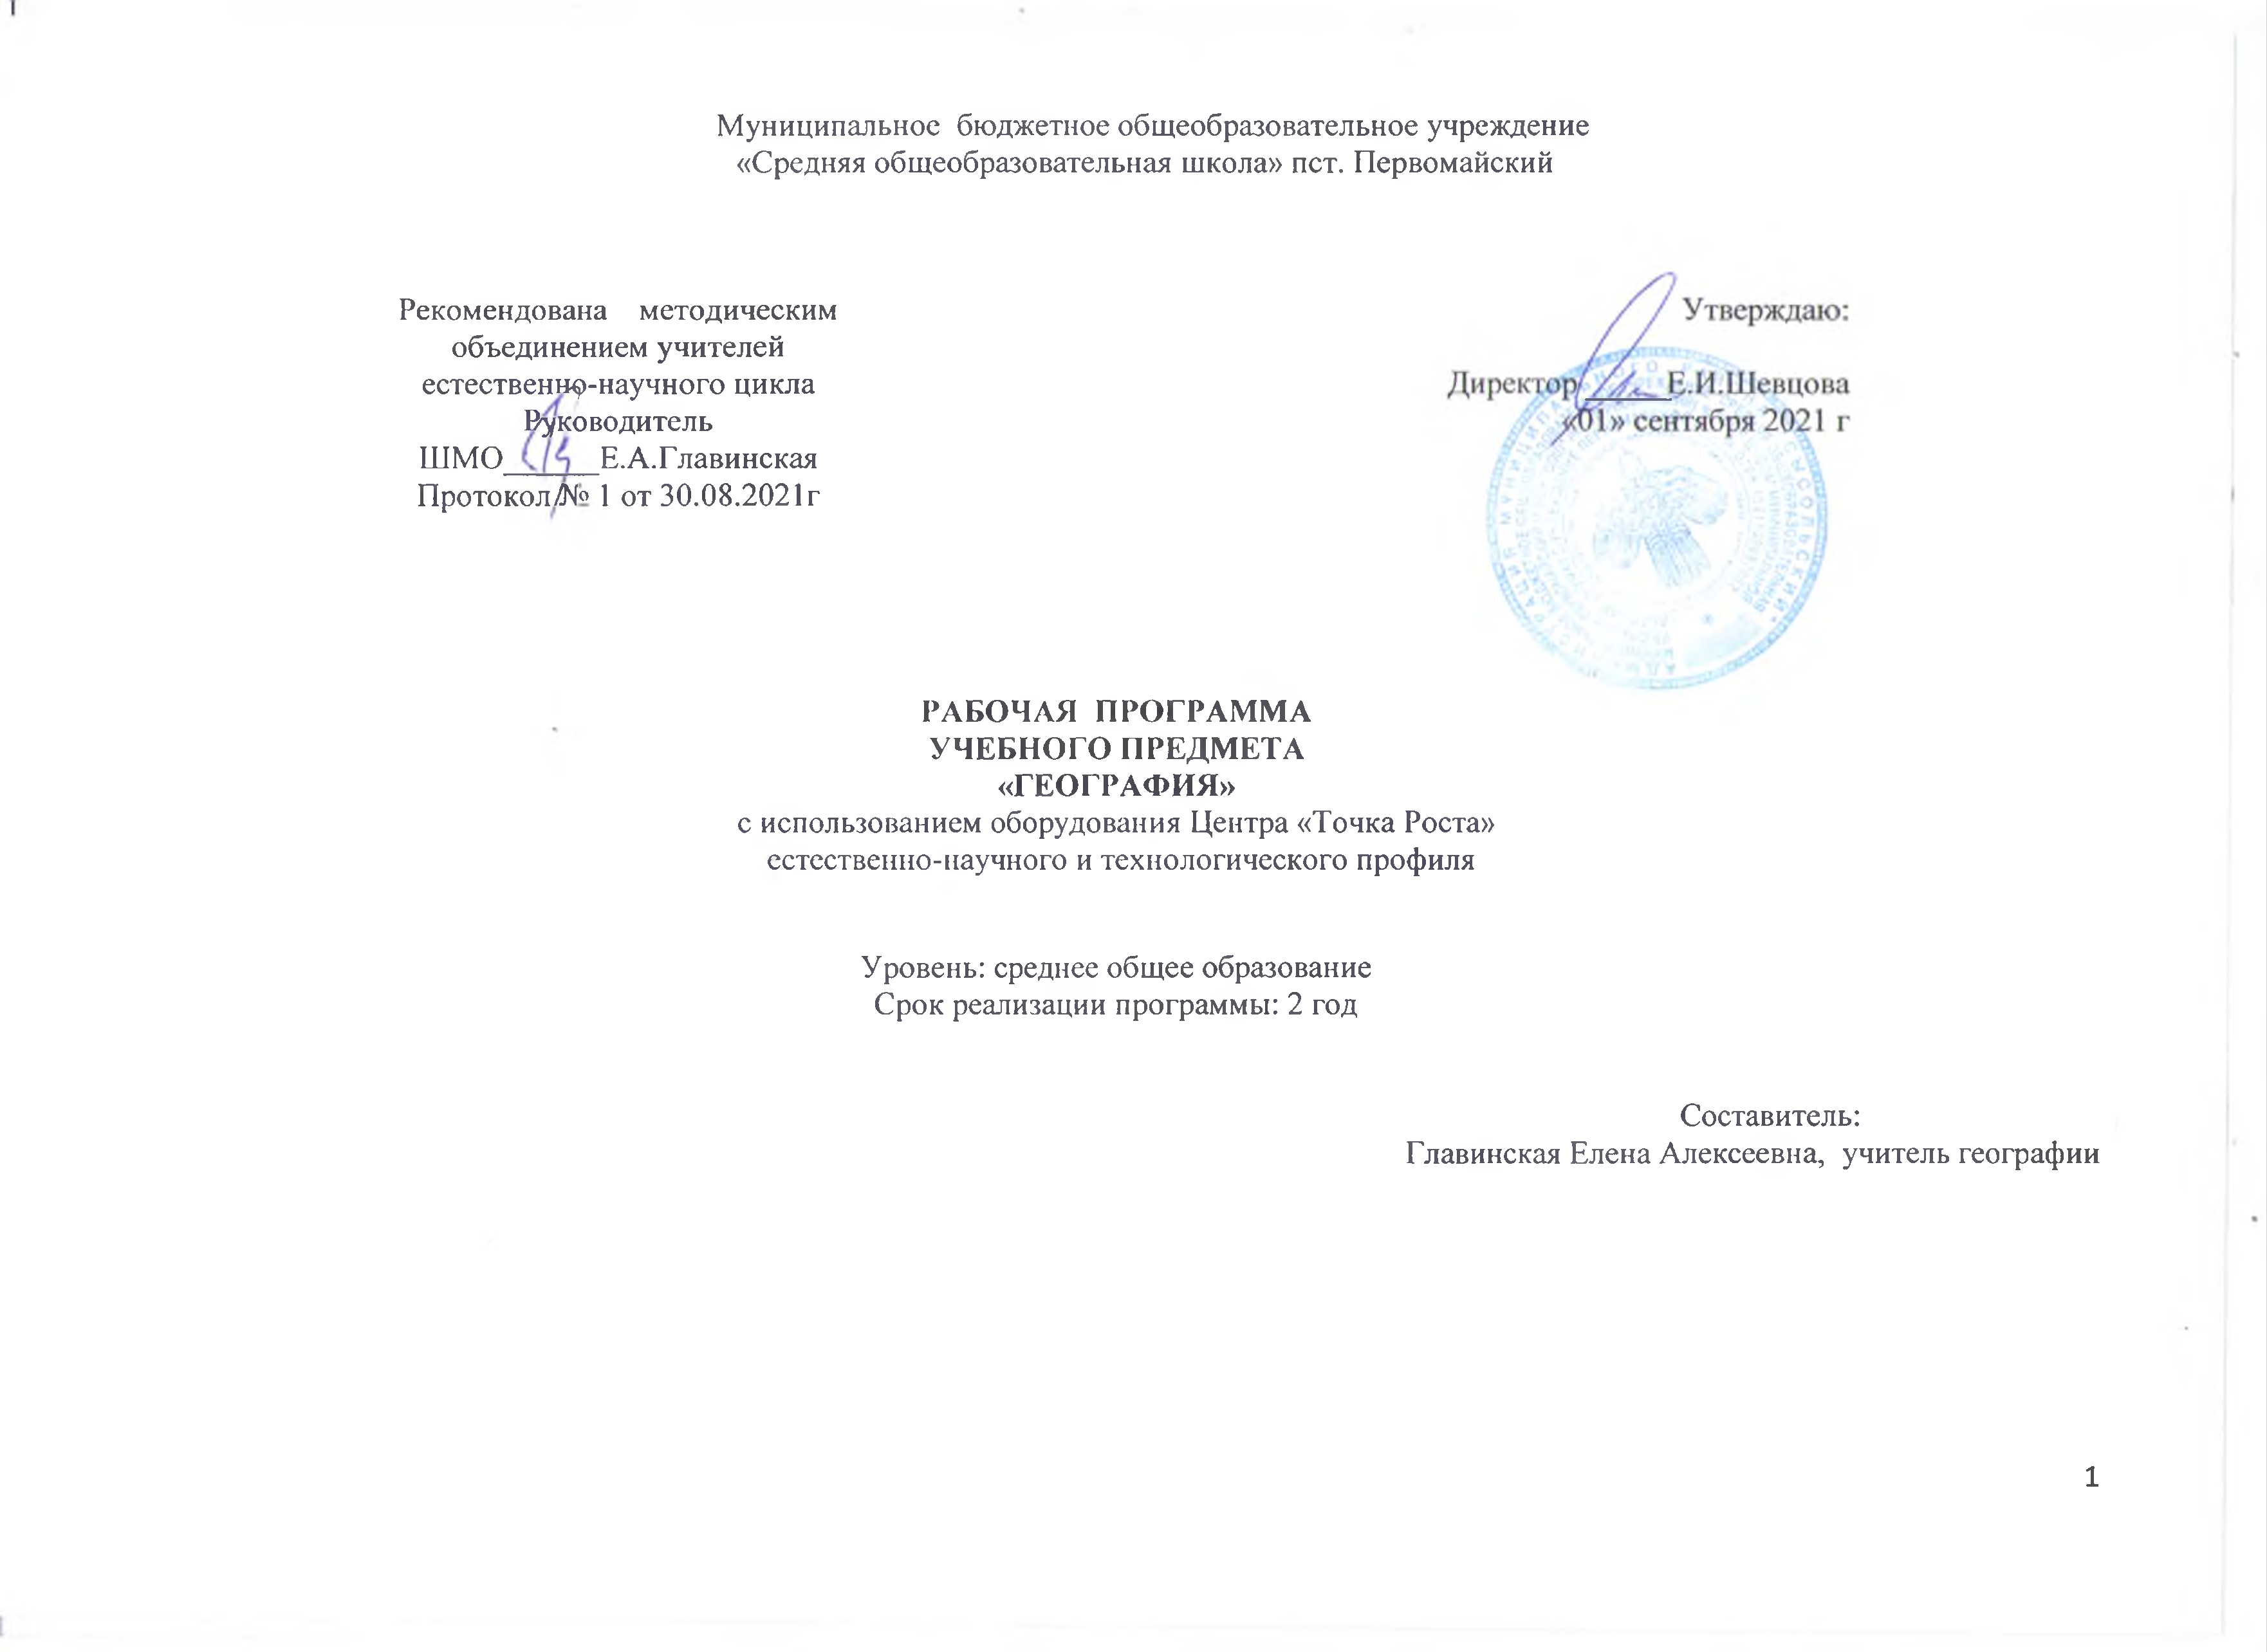 Муниципальное бюджетное общеобразовательное учреждение
«Средняя общеобразовательная школа» пст. Первомайский
Рекомендована методическим
объединением учителей
естественно-научного цикла
Руководитель
ШМО______Е.А.Главинская
Протокол № 1 от 30.08.2021г
Утверждаю:
Директор ______Е.И.Шевцова
«01» сентября 2021 г
РАБОЧАЯ ПРОГРАММА
УЧЕБНОГО ПРЕДМЕТА
«ГЕОГРАФИЯ»
с использованием оборудования Центра «Точка Роста»
естественно-научного и технологического профиля
Уровень: среднее общее образование
Срок реализации программы: 2 год
Составитель:
Главинская Елена Алексеевна, учитель географии
1